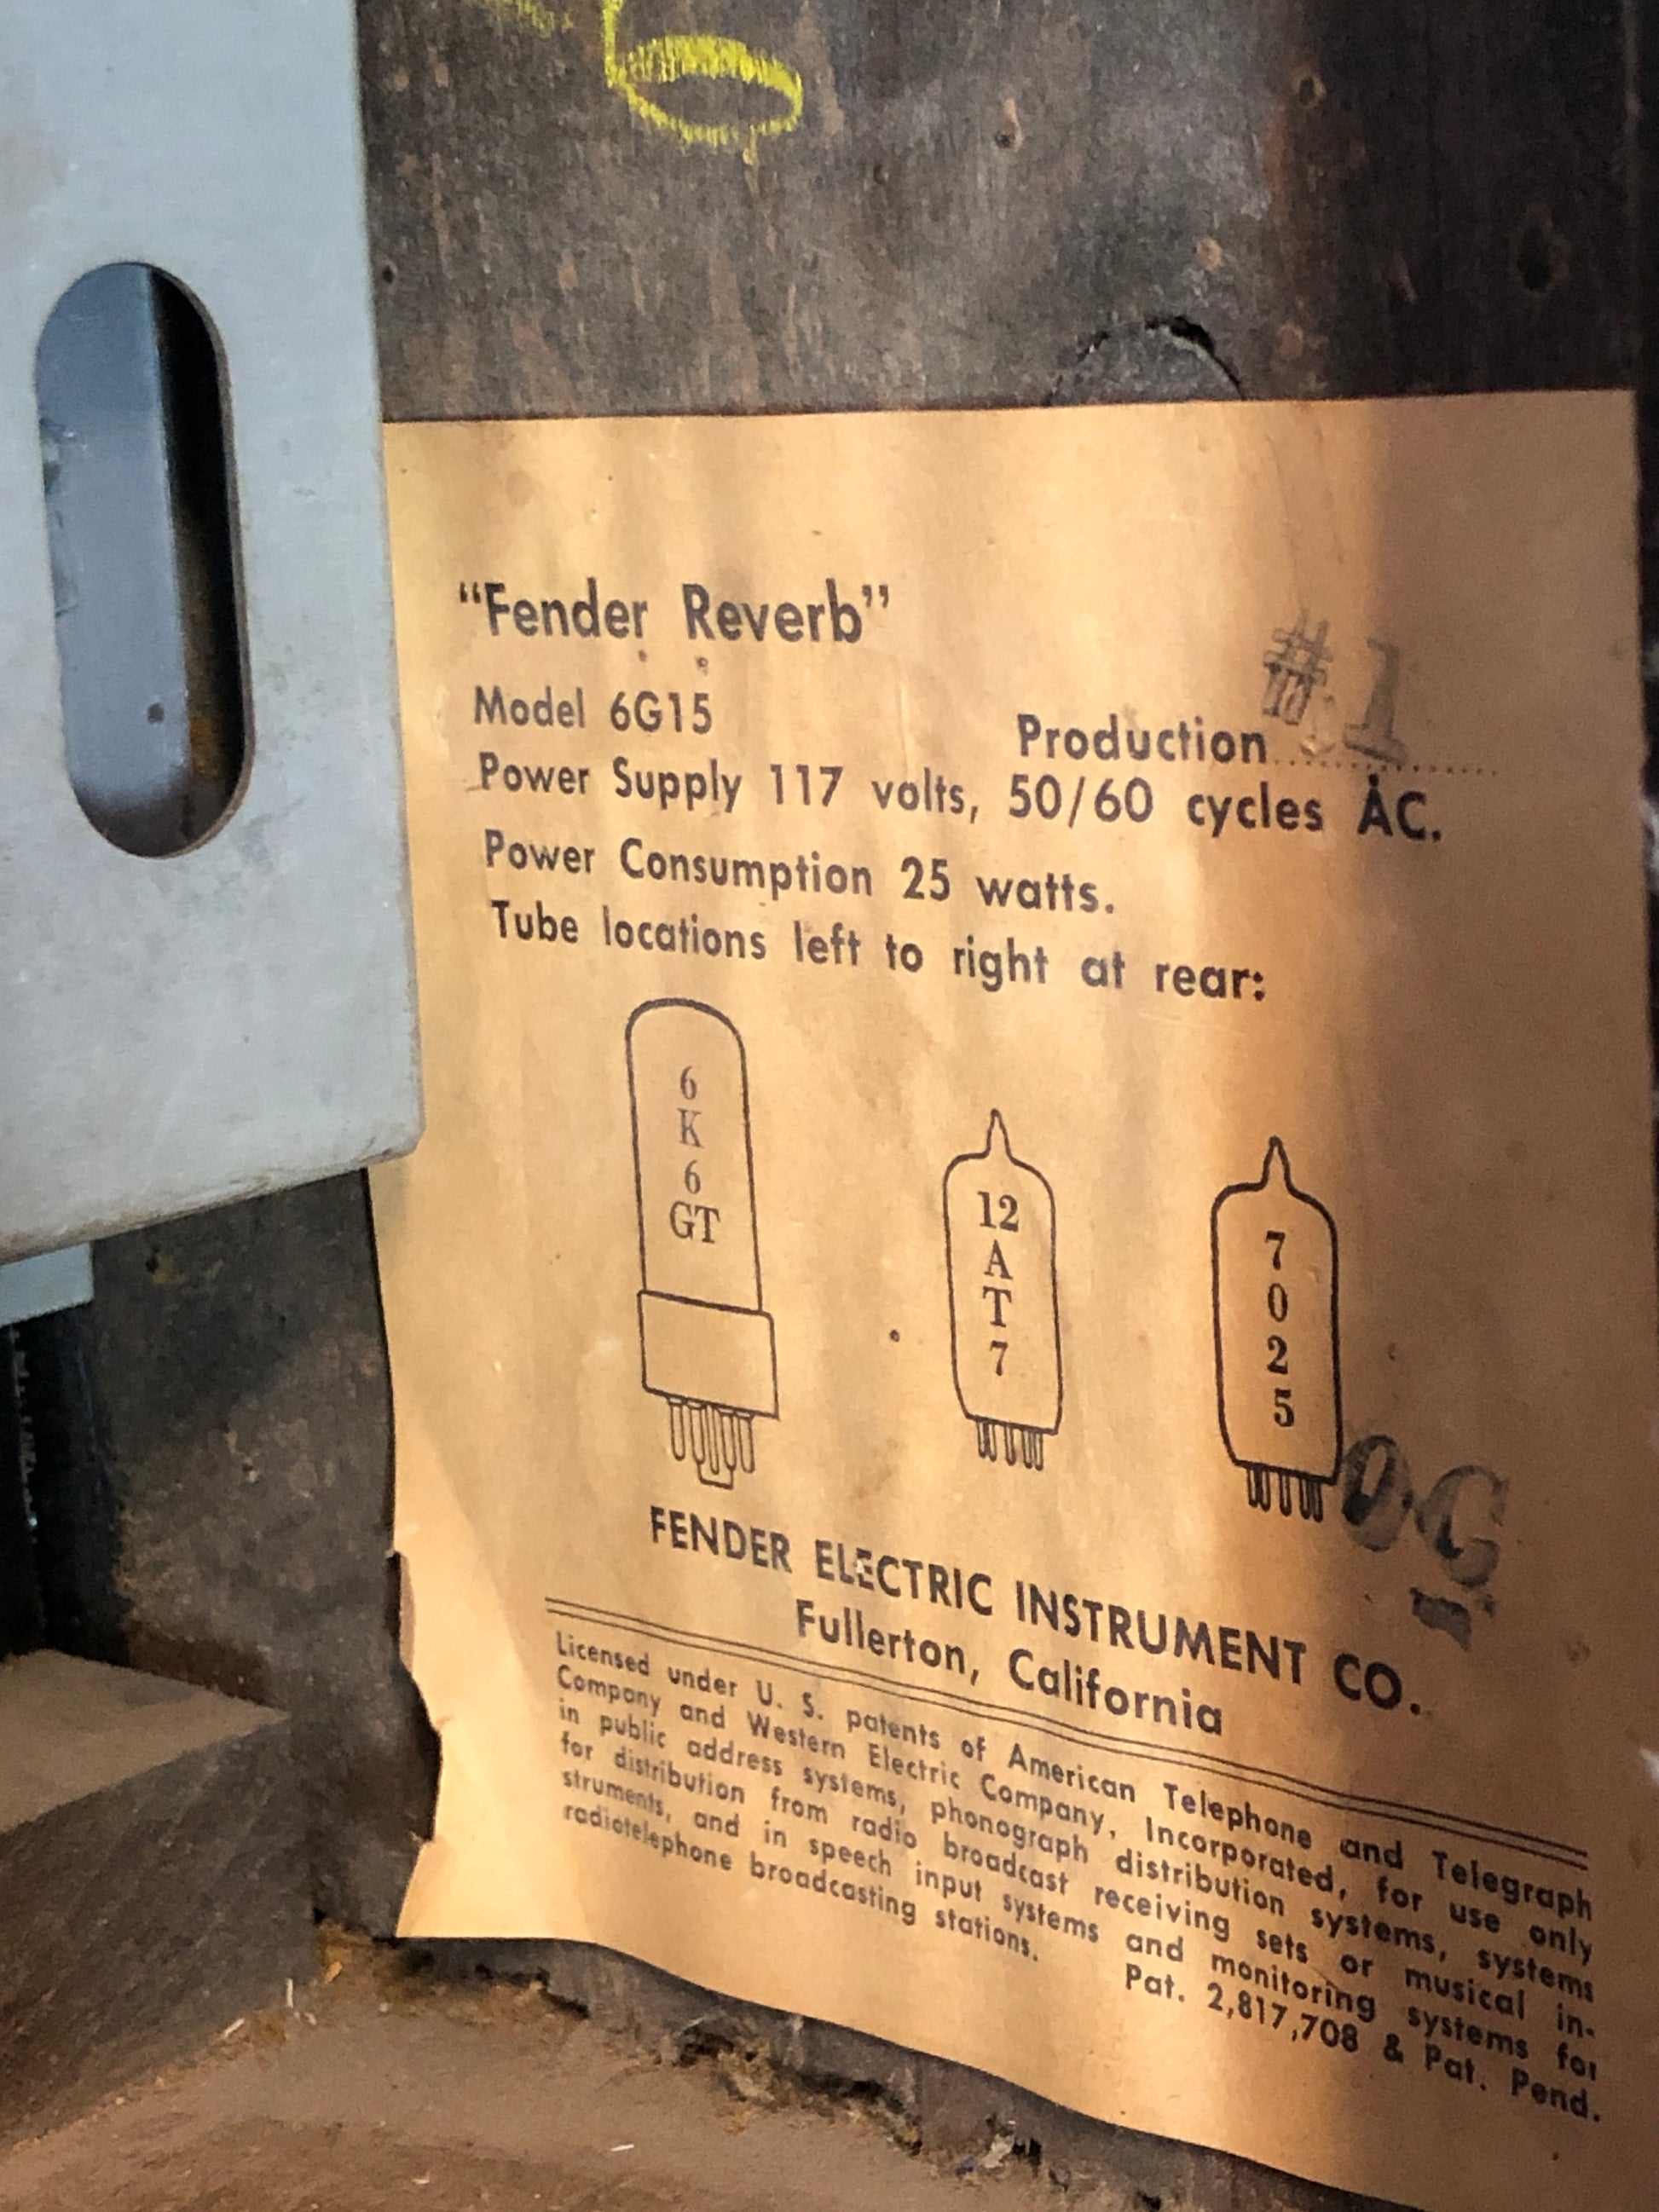 6
“Fender Reverb”
#1
Model 6G15
Production
Power Supply 117 volts, 50/60 cycles AC.
Power Consumption 25 watts.
Tube locations left to right at rear:
6
K
6
GT
12
A
T
7
7
0
2
5
FENDER ELECTRIC INSTRUMENT CO.
Fullerton, California
Licensed under U. S. patents of American Telephone and Telegraph
Company and Western Electric Company, Incorporated, for use only
in public address systems, phonograph distribution systems, systems
for distribution from radio broadcast receiving sets or musical in-
struments, and in speech input systems and monitoring systems for
radiotelephone broadcasting stations.
Pat. 2,817,708 & Pat. Pend.